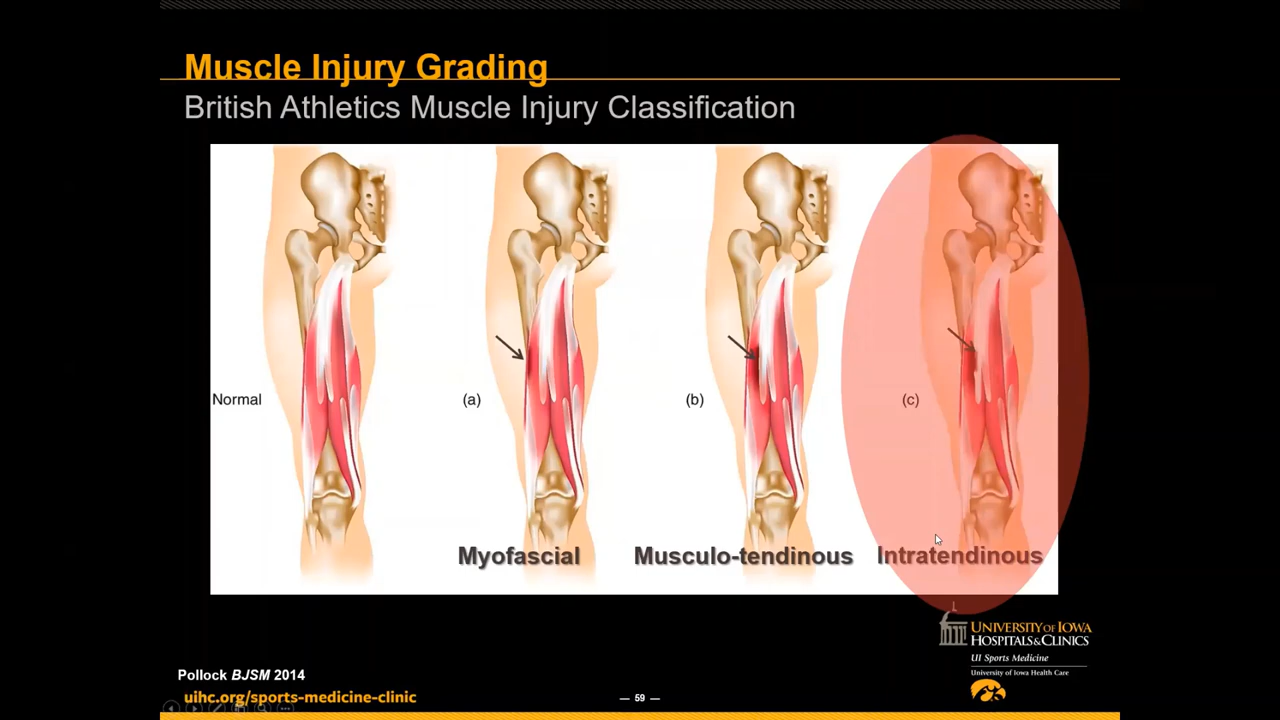 Muscle Injury Grading
British Athletics Muscle Injury Classification
Normal
(a)
(b)
(c)
Myofascial
Musculo-tendinous
Intratendinous
UNIVERSITY OF IOWA
HOSPITALS & CLINICS
UI Sports Medicine
University of Iowa Health Care
Pollock BJSM 2014
uihc.org/sports-medicine-clinic
— 59 —